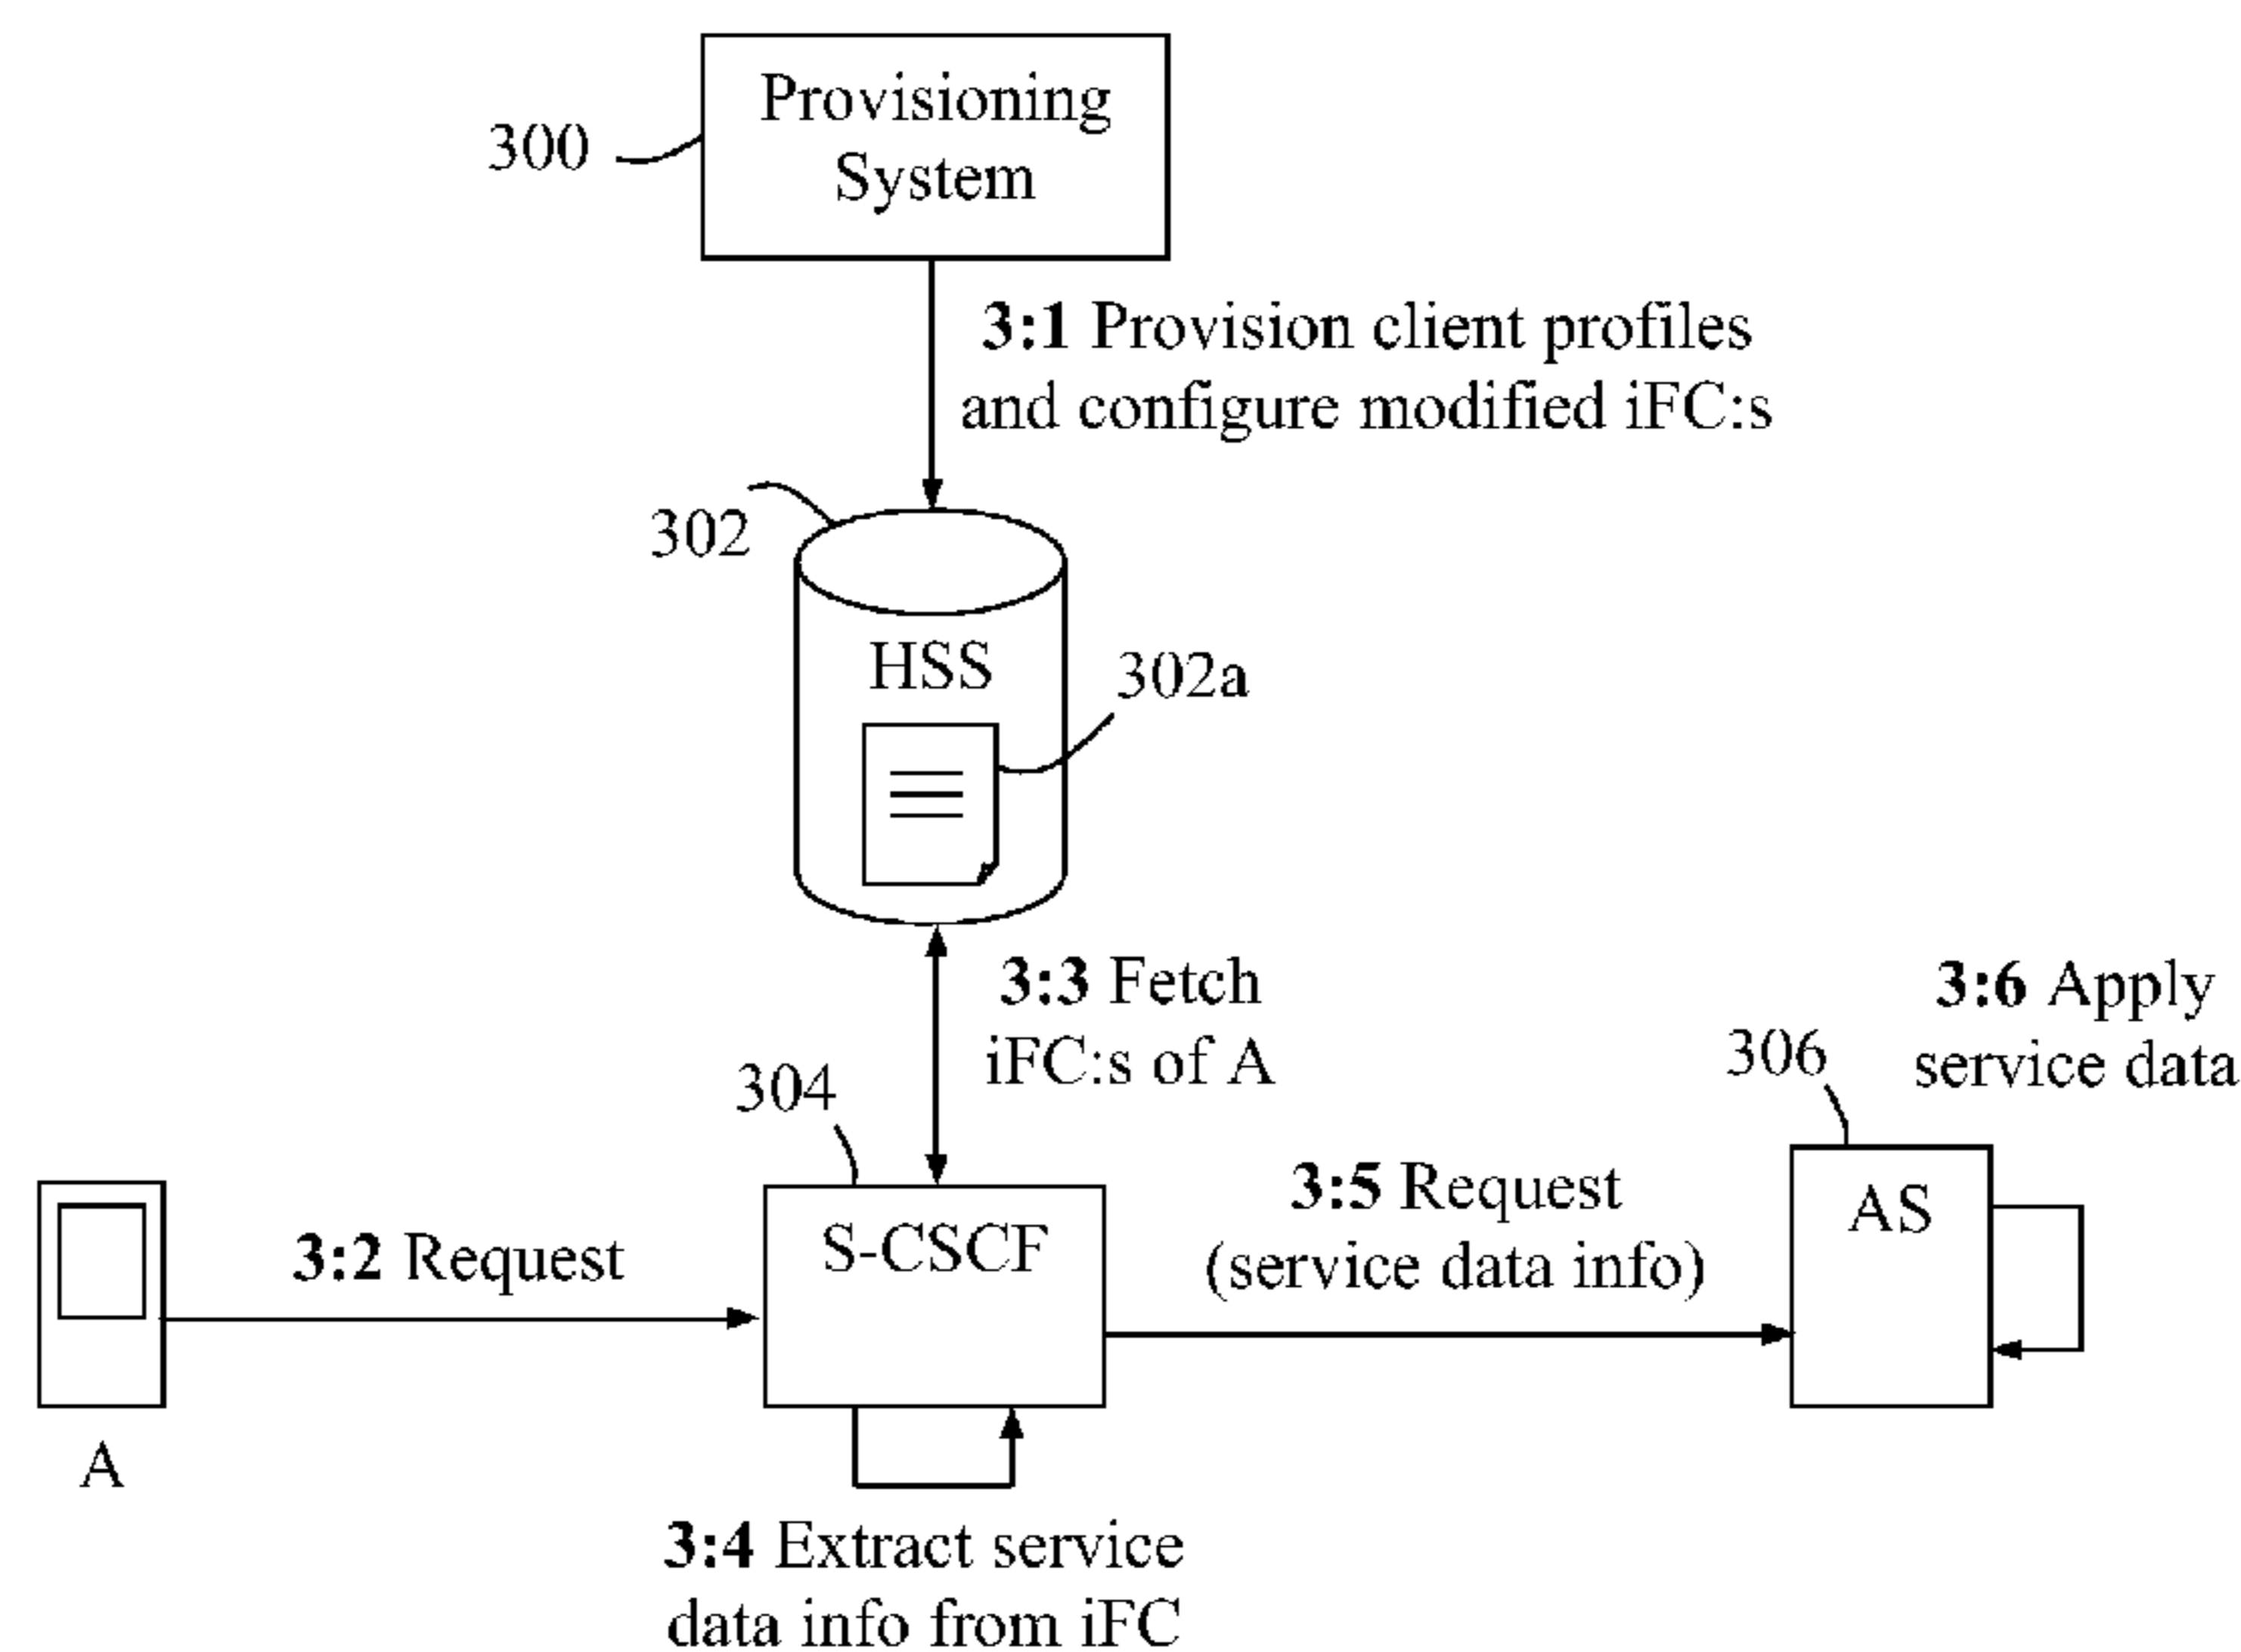 Provisioning
System
300
3:1 Provision client profiles
and configure modified iFC:s
302
HSS
302a
3:3 Fetch
iFC:s of A
304
3:6 Apply
service data
306
3:2 Request
S-CSCF
3:5 Request
(service data info)
AS
A
3:4 Extract service
data info from iFC